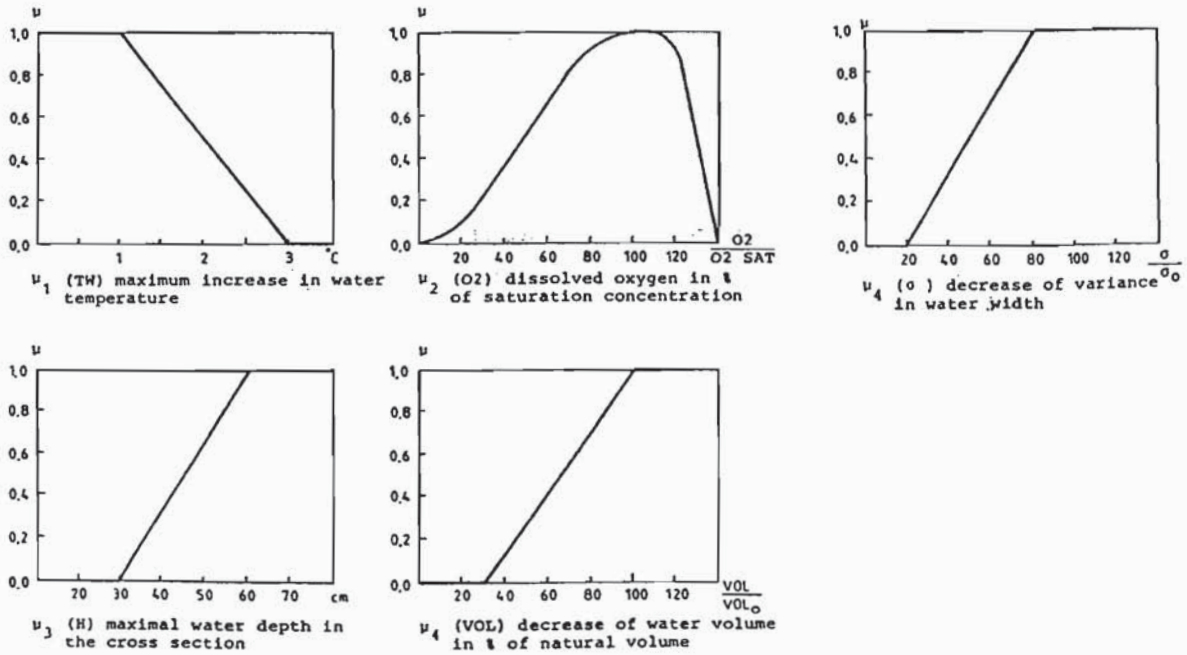 μ
1,0
0,8
0,6
0,4
0,2
0,0
1 2 3 °C
μ1 (TW) maximum increase in water
temperature
μ
1,0
0,8
0,6
0,4
0,2
0,0
20 40 60 80 100 120 O2
O2 SAT
μ2 (O2) dissolved oxygen in %
of saturation concentration
μ
1,0
0,8
0,6
0,4
0,2
0,0
20 40 60 80 100 120 σ
σo
μ4 (σ ) decrease of variance
in water width
μ
1,0
0,8
0,6
0,4
0,2
0,0
20 30 40 50 60 70 cm
μ3 (H) maximal water depth in
the cross section
μ
1,0
0,8
0,6
0,4
0,2
0,0
20 40 60 80 100 120 VOL
VOLo
μ4 (VOL) decrease of water volume
in % of natural volume